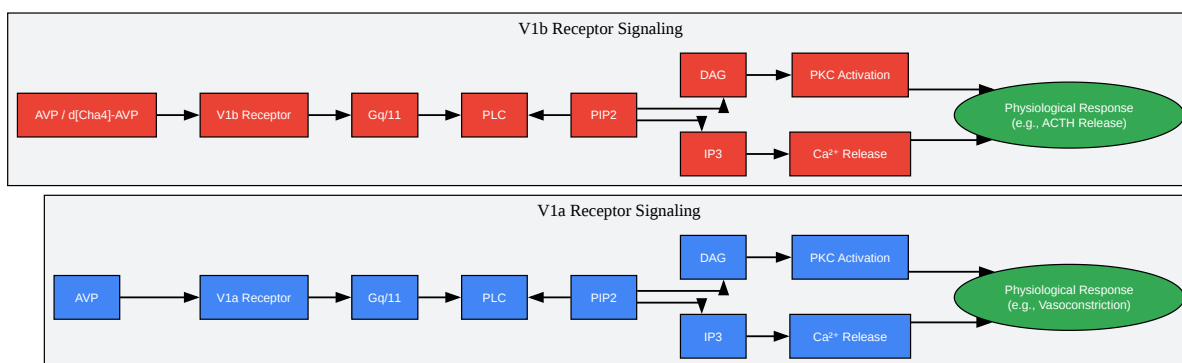 V1b Receptor Signaling
AVP / d[Cha4]-AVP
V1b Receptor
Gq/11
PLC
PIP2
DAG
PKC Activation
IP3
Ca²⁺ Release
Physiological Response
(e.g., ACTH Release)
V1a Receptor Signaling
AVP
V1a Receptor
Gq/11
PLC
PIP2
DAG
PKC Activation
IP3
Ca²⁺ Release
Physiological Response
(e.g., Vasoconstriction)